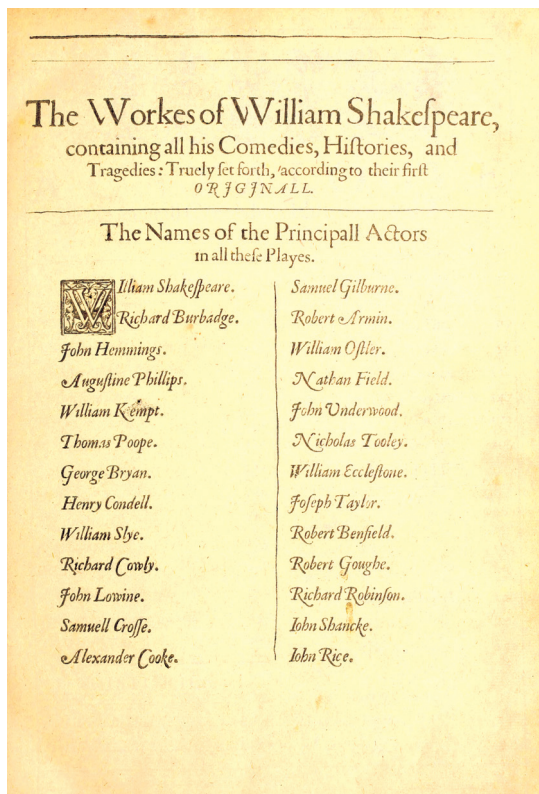 The Workes of William Shakeſpeare,
containing all his Comedies, Hiſtories, and
Tragedies: Truely ſet forth, according to their firſt
ORJGJNALL.
The Names of the Principall Actors
in all theſe Playes.
William Shakeſpeare.
Richard Burbadge.
John Hemmings.
Auguſtine Phillips.
William Kempt.
Thomas Poope.
George Bryan.
Henry Condell.
William Slye.
Richard Cowly.
John Lowine.
Samuell Croſſe.
Alexander Cooke.
Samuel Gilburne.
Robert Armin.
William Oſtler.
Nathan Field.
John Underwood.
Nicholas Tooley.
William Eccleſtone.
Joſeph Taylor.
Robert Benfield.
Robert Goughe.
Richard Robinſon.
Iohn Shancke.
Iohn Rice.